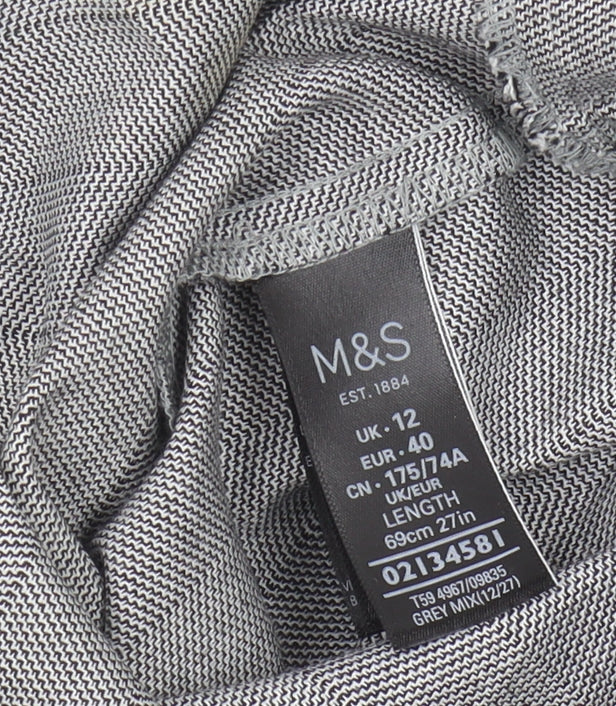 M&S
EST. 1884
UK • 12
EUR • 40
CN • 175/74A
UK/EUR
LENGTH
69cm 27in
02134581
T59 4967/09835
GREY MIX(12/27)